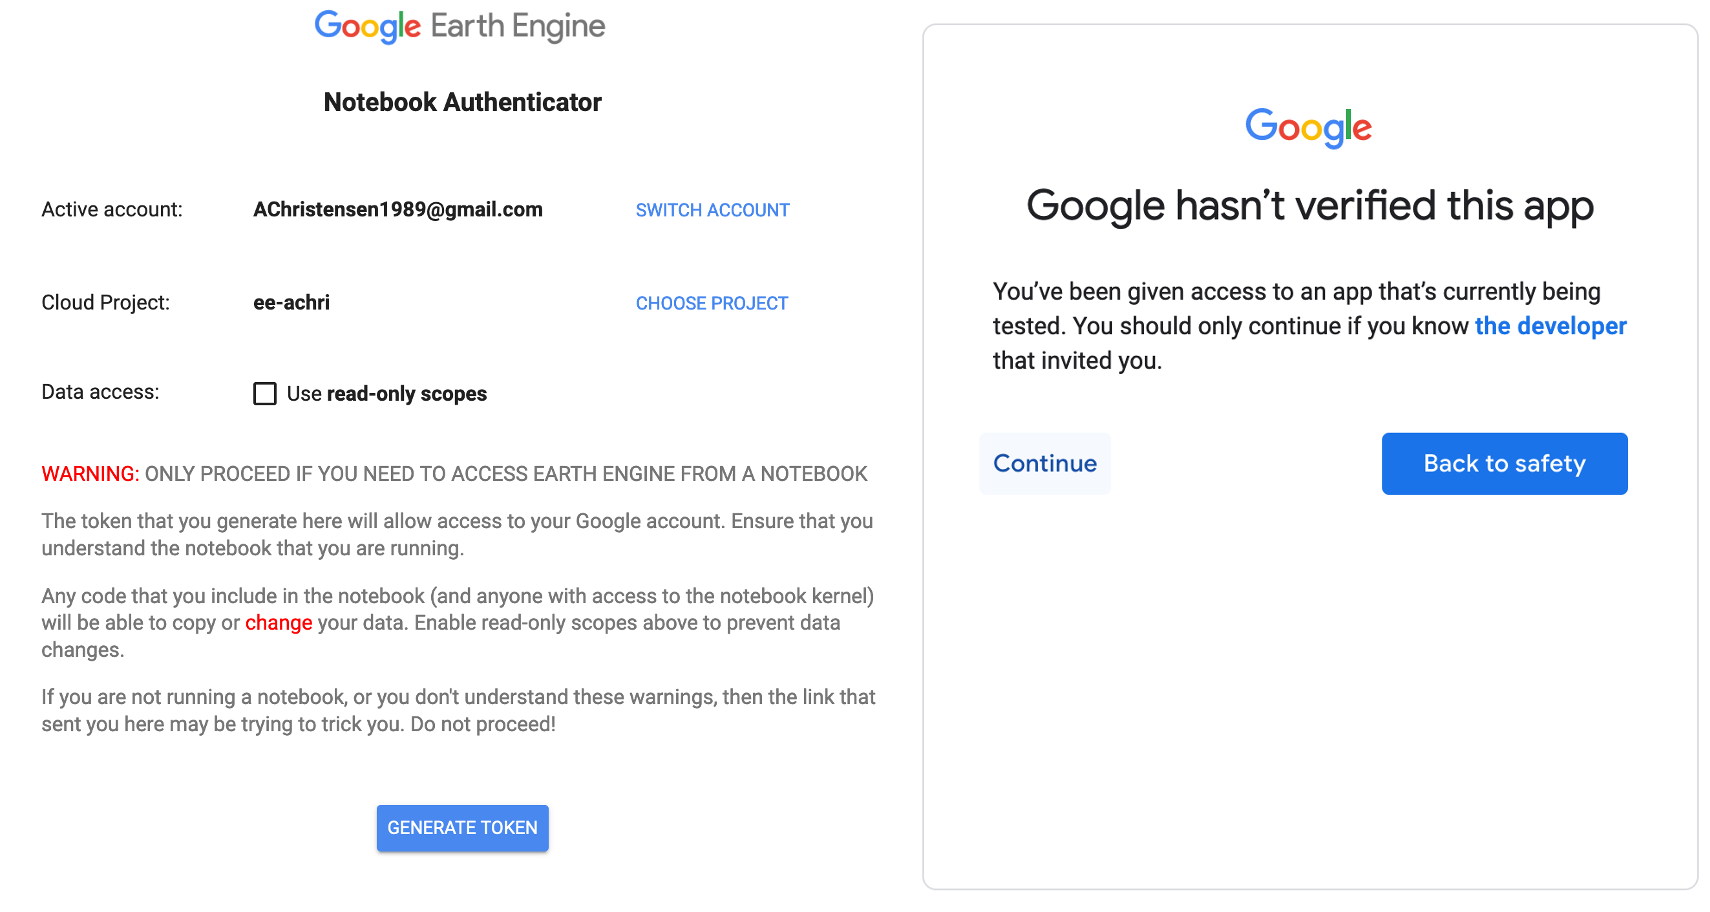 Google Earth Engine
Notebook Authenticator
Active account: AChristensen1989@gmail.com SWITCH ACCOUNT
Cloud Project: ee-achri CHOOSE PROJECT
Data access: Use read-only scopes
WARNING: ONLY PROCEED IF YOU NEED TO ACCESS EARTH ENGINE FROM A NOTEBOOK
The token that you generate here will allow access to your Google account. Ensure that you
understand the notebook that you are running.
Any code that you include in the notebook (and anyone with access to the notebook kernel)
will be able to copy or change your data. Enable read-only scopes above to prevent data
changes.
If you are not running a notebook, or you don't understand these warnings, then the link that
sent you here may be trying to trick you. Do not proceed!
GENERATE TOKEN
Google
Google hasn’t verified this app
You’ve been given access to an app that’s currently being
tested. You should only continue if you know the developer
that invited you.
Continue
Back to safety